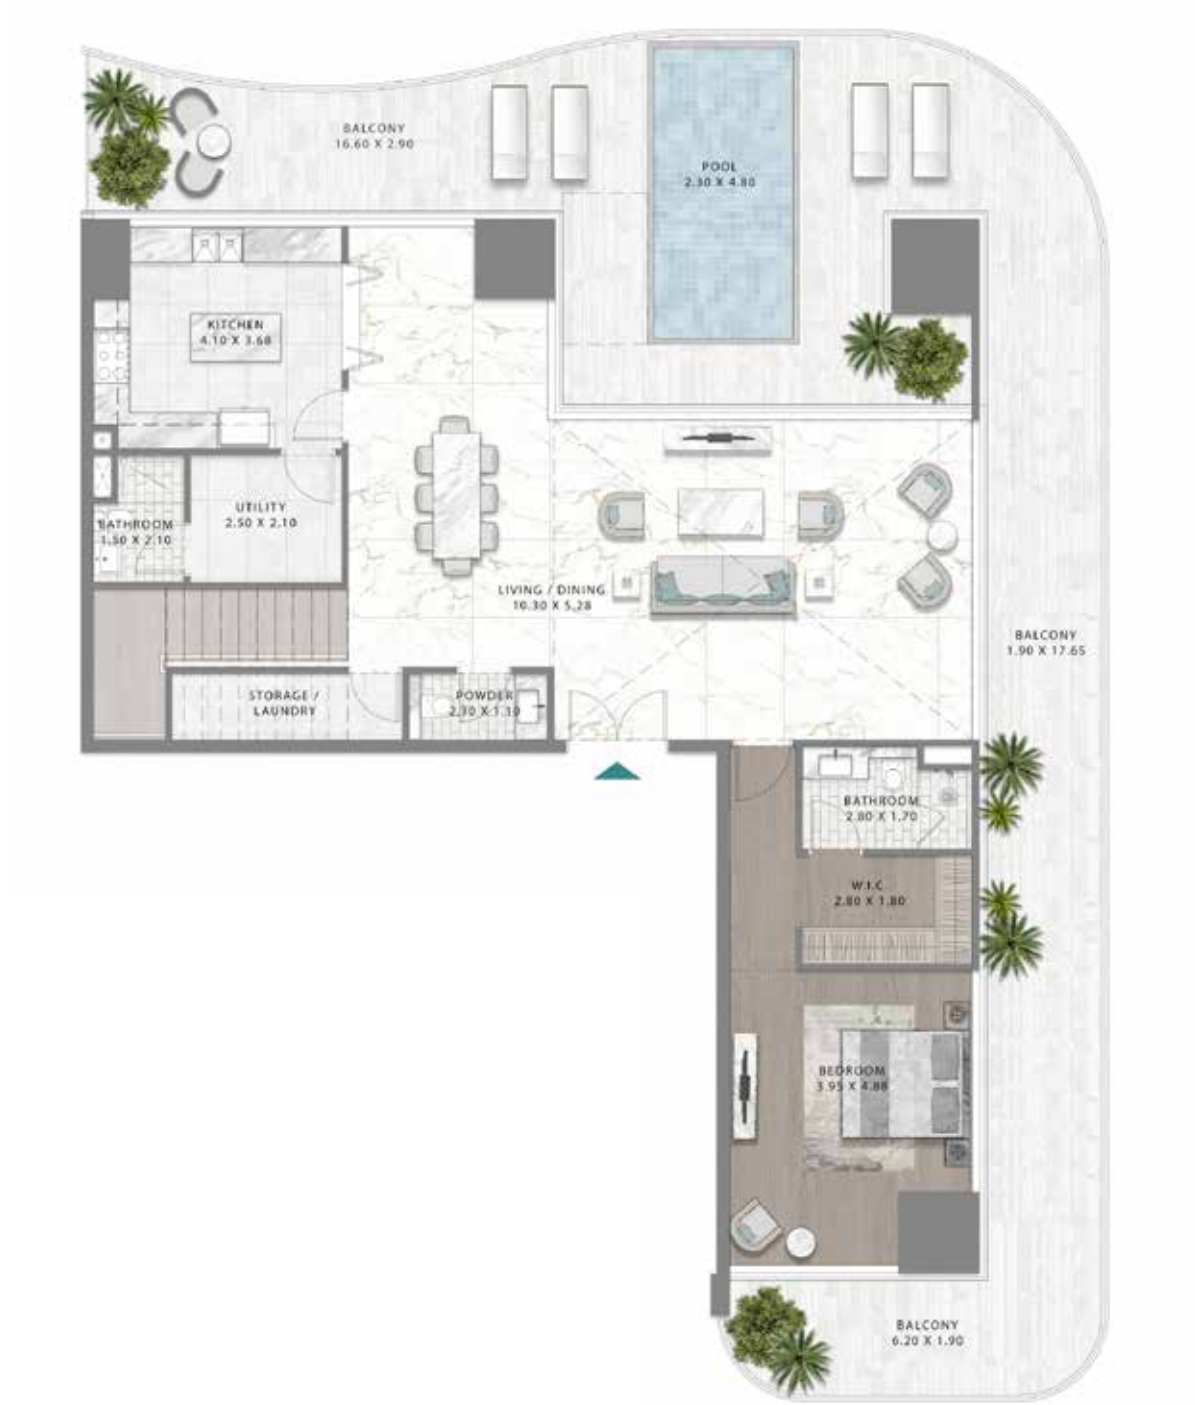 BALCONY
16.60 X 2.90
POOL
2.30 X 4.80
KITCHEN
4.10 X 3.68
UTILITY
2.50 X 2.10
BATHROOM
1.50 X 2.10
LIVING / DINING
10.30 X 5.28
BALCONY
1.90 X 17.65
STORAGE /
LAUNDRY
POWDER
2.30 X 1.10
BATHROOM
2.80 X 1.70
W.I.C
2.80 X 1.80
BEDROOM
3.95 X 4.88
BALCONY
6.20 X 1.90